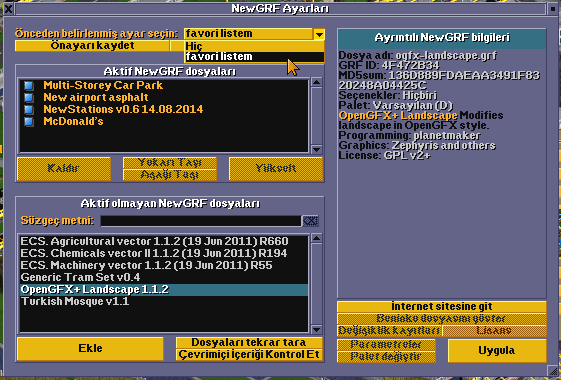 NewGRF Ayarları
Önceden belirlenmiş ayar seçin: favori listem
Önayarı kaydet
Hiç
favori listem
Aktif NewGRF dosyaları
Multi-Storey Car Park
New airport asphalt
NewStations v0.6 14.08.2014
McDonald's
Kaldır
Yukarı Taşı
Aşağı Taşı
Yükselt
Aktif olmayan NewGRF dosyaları
Süzgeç metni:
ECS. Agricultural vector 1.1.2 (19 Jun 2011) R660
ECS. Chemicals vector II 1.1.2 (19 Jun 2011) R194
ECS. Machinery vector 1.1.2 (19 Jun 2011) R55
Generic Tram Set v0.4
OpenGFX+ Landscape 1.1.2
Turkish Mosque v1.1
Ekle
Dosyaları tekrar tara
Çevrimiçi İçeriği Kontrol Et
Ayrıntılı NewGRF bilgileri
Dosya adı: ogfx-landscape.grf
GRF ID: 4F472B34
MD5sum: 136D889FDAEAA3491F83
20248A04425C
Seçenekler: Hiçbiri
Palet: Varsayılan (D)
OpenGFX+ Landscape Modifies
landscape in OpenGFX style.
Programming: planetmaker
Graphics: Zephyris and others
License: GPL v2+
İnternet sitesine git
Benioku dosyasını göster
Değişiklik kayıtları
Lisans
Parametreler
Palet değiştir
Uygula